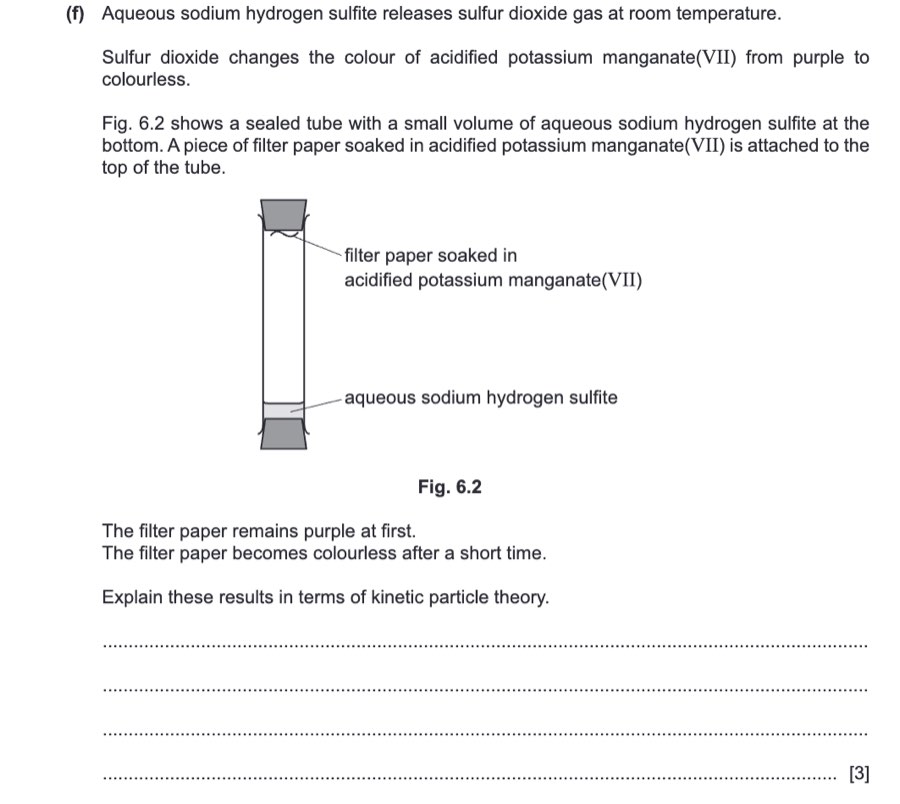 (f) Aqueous sodium hydrogen sulfite releases sulfur dioxide gas at room temperature.
Sulfur dioxide changes the colour of acidified potassium manganate(VII) from purple to
colourless.
Fig. 6.2 shows a sealed tube with a small volume of aqueous sodium hydrogen sulfite at the
bottom. A piece of filter paper soaked in acidified potassium manganate(VII) is attached to the
top of the tube.
filter paper soaked in
acidified potassium manganate(VII)
aqueous sodium hydrogen sulfite
Fig. 6.2
The filter paper remains purple at first.
The filter paper becomes colourless after a short time.
Explain these results in terms of kinetic particle theory.
[3]